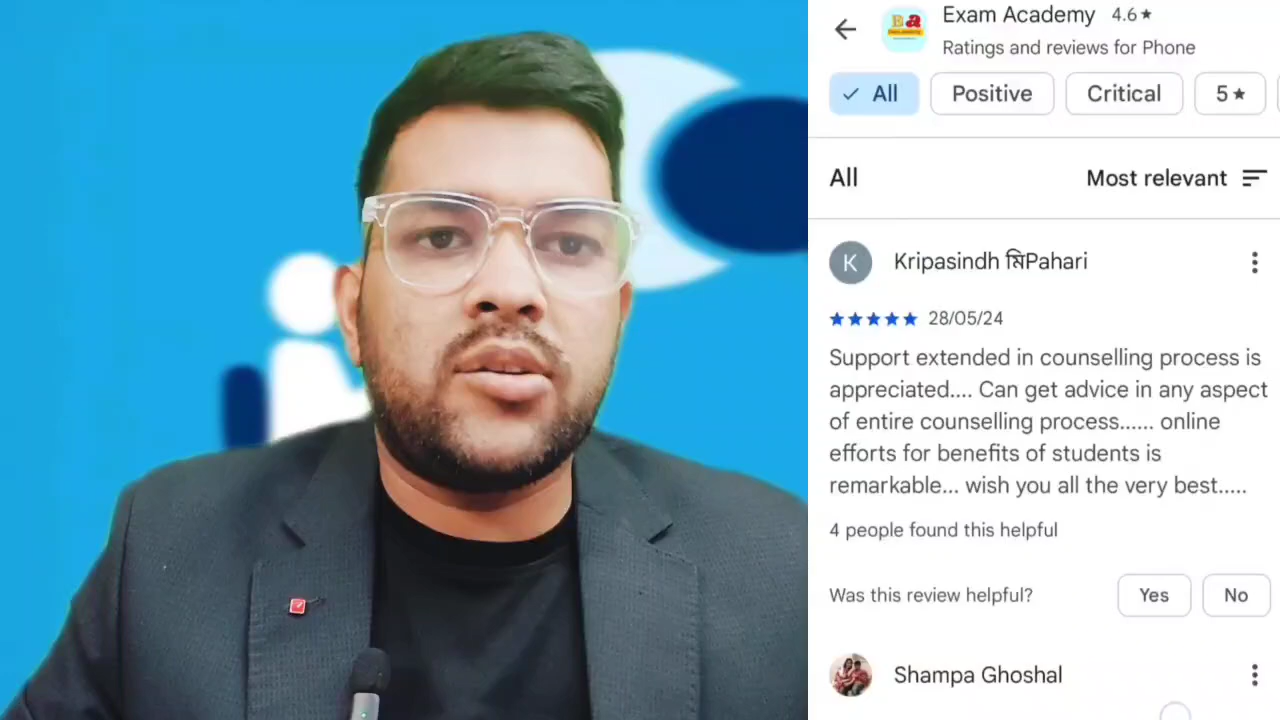 Exam Academy 4.6★
Ratings and reviews for Phone
All
Positive
Critical
5★
All
Most relevant
K
Kripasindh মিPahari
28/05/24
Support extended in counselling process is
appreciated.... Can get advice in any aspect
of entire counselling process...... online
efforts for benefits of students is
remarkable... wish you all the very best.....
4 people found this helpful
Was this review helpful?
Yes
No
Shampa Ghoshal